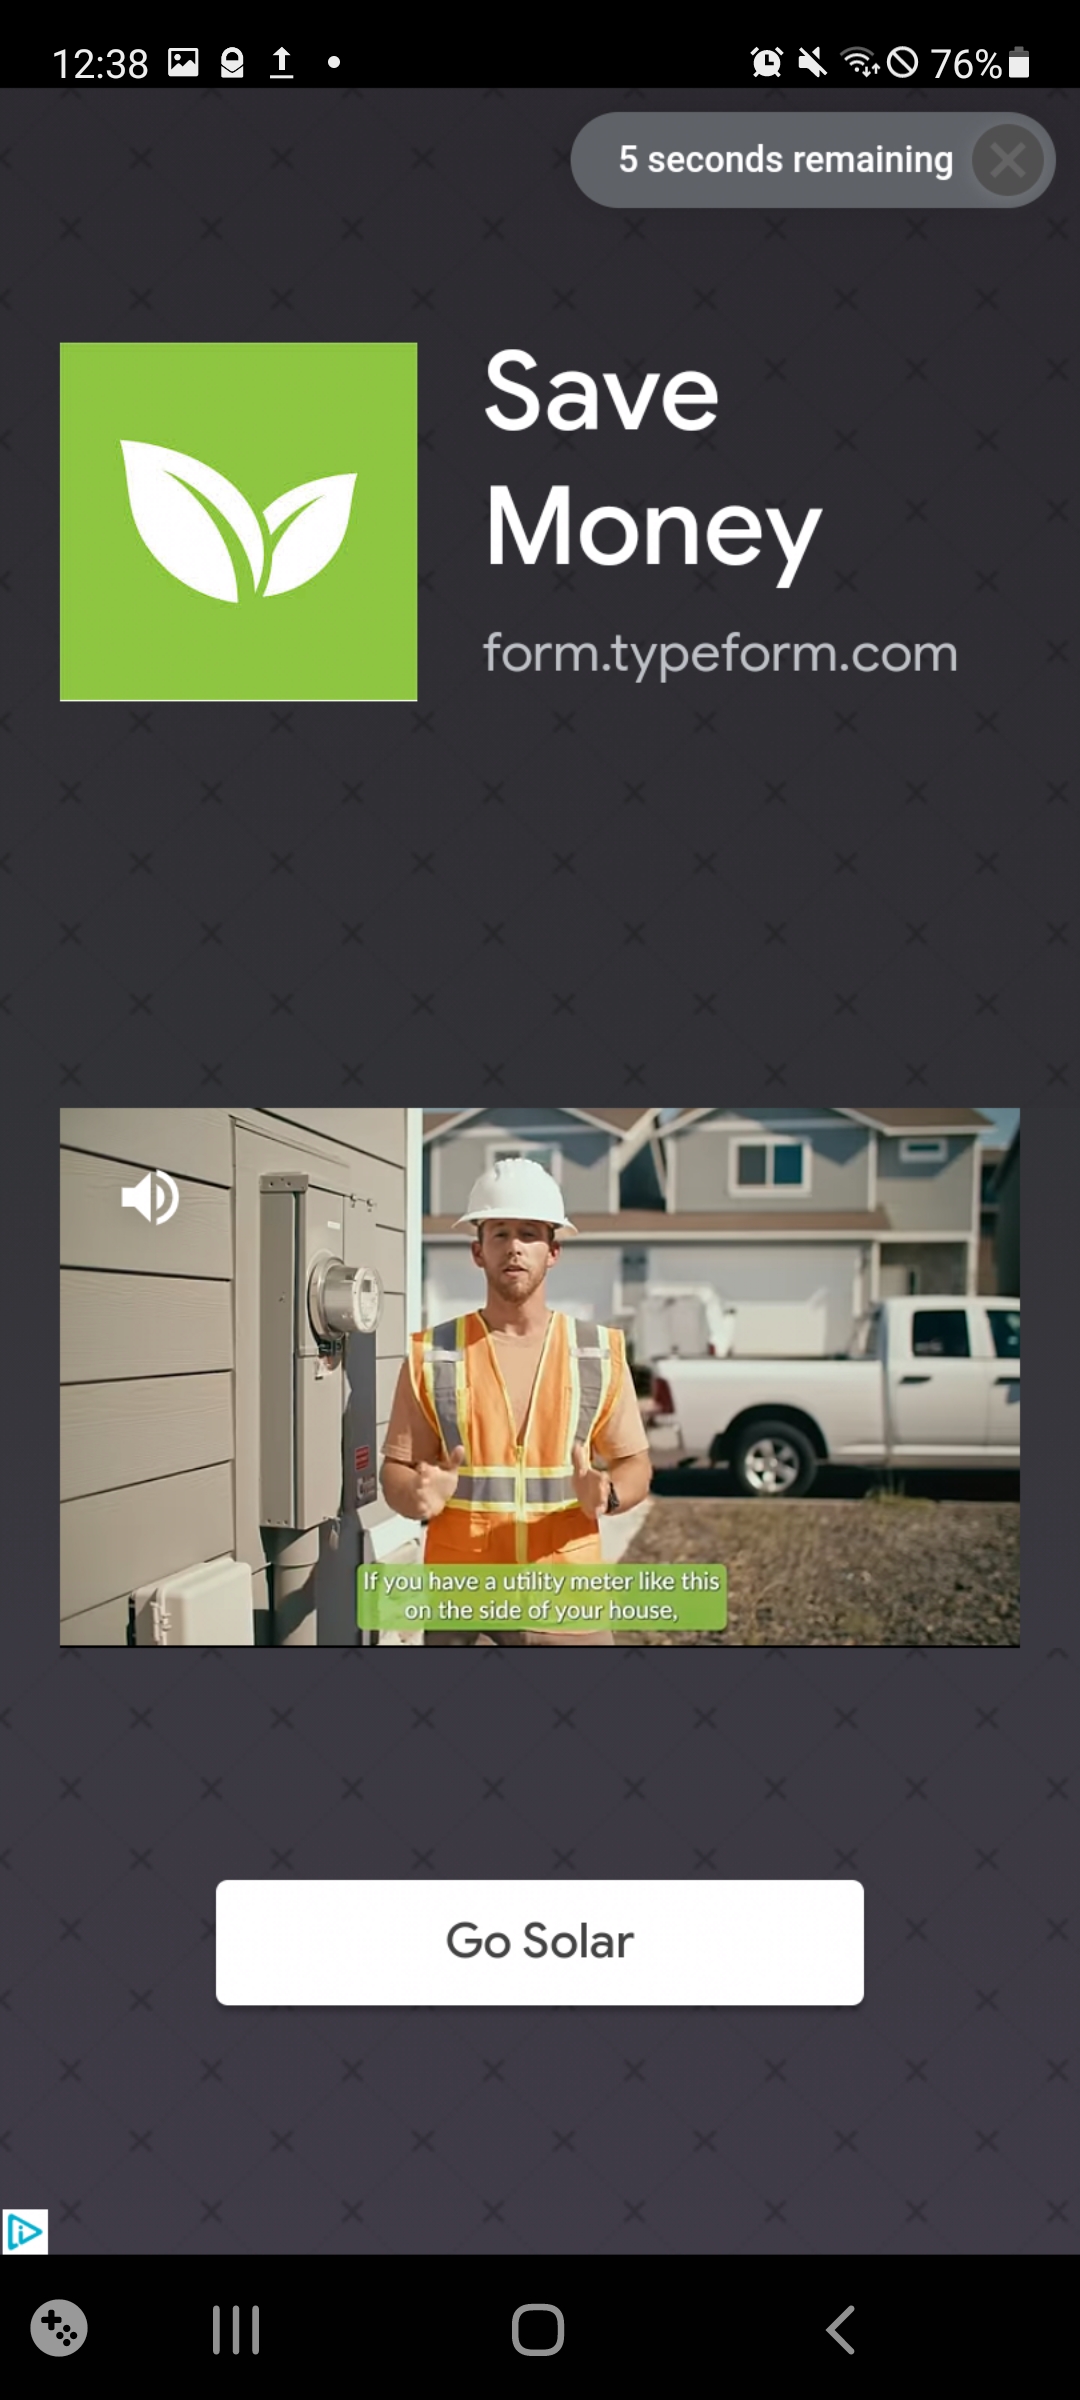 12:38
76%
5 seconds remaining
Save
Money
form.typeform.com
If you have a utility meter like this
on the side of your house,
Go Solar